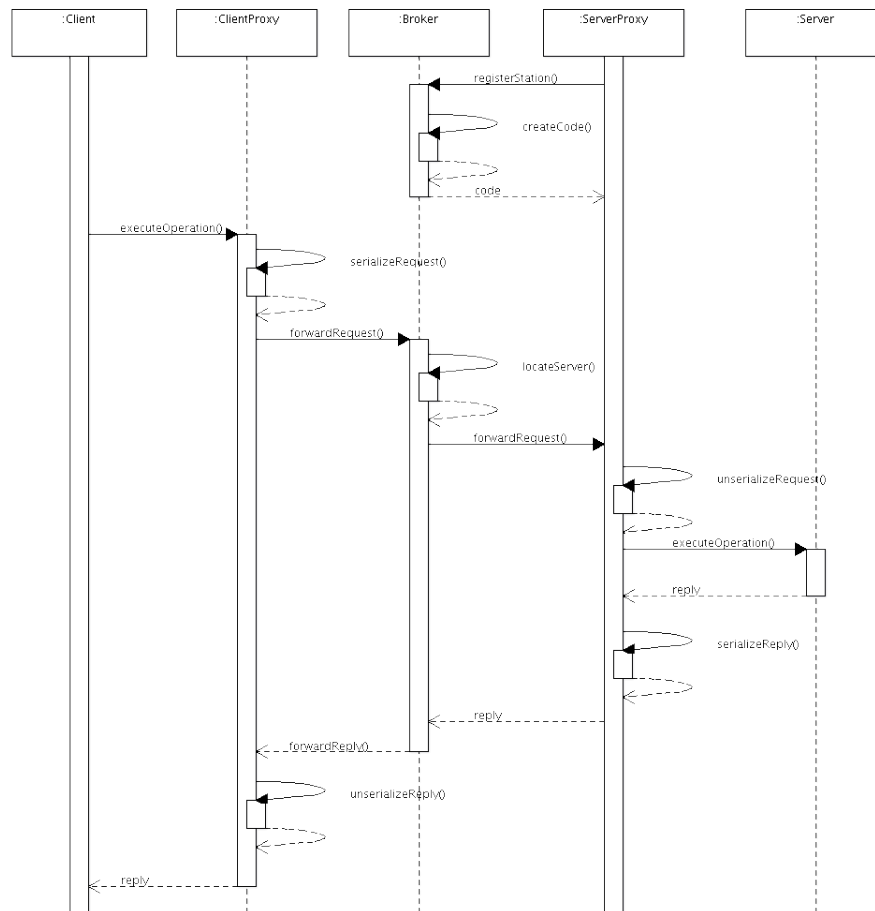 :Client
:ClientProxy
:Broker
:ServerProxy
:Server
registerStation()
createCode()
code
executeOperation()
serializeRequest()
forwardRequest()
locateServer()
forwardRequest()
unserializeRequest()
executeOperation()
reply
serializeReply()
reply
forwardReply()
unserializeReply()
reply